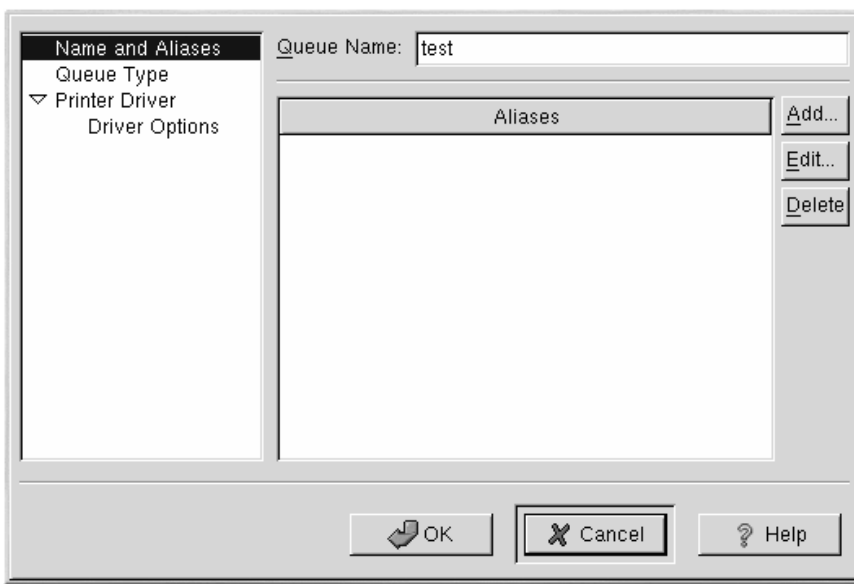 Name and Aliases
Queue Type
Printer Driver
Driver Options
Queue Name: test
Aliases
Add...
Edit...
Delete
OK
Cancel
Help